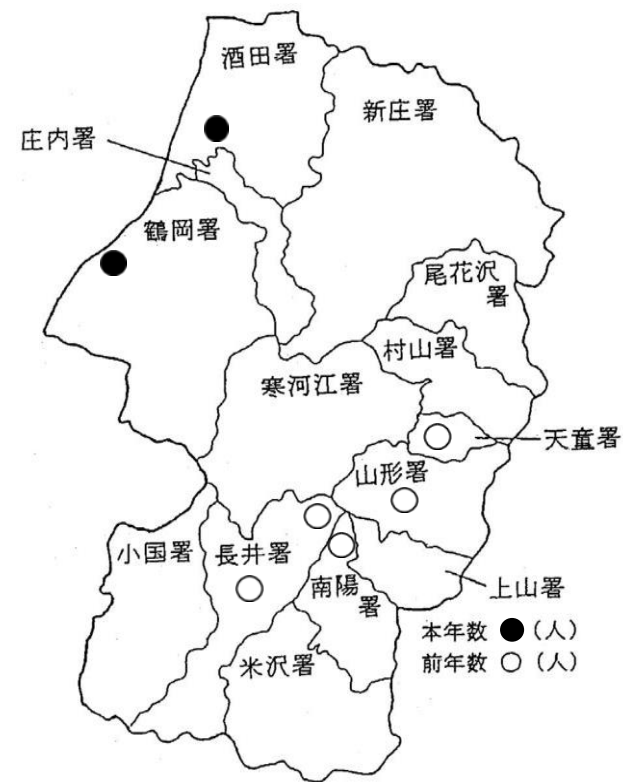 酒田署
新庄署
庄内署
鶴岡署
尾花沢
署
村山署
寒河江署
天童署
山形署
小国署
長井署
上山署
南陽
署
米沢署
本年数 ●(人)
前年数 ○(人)